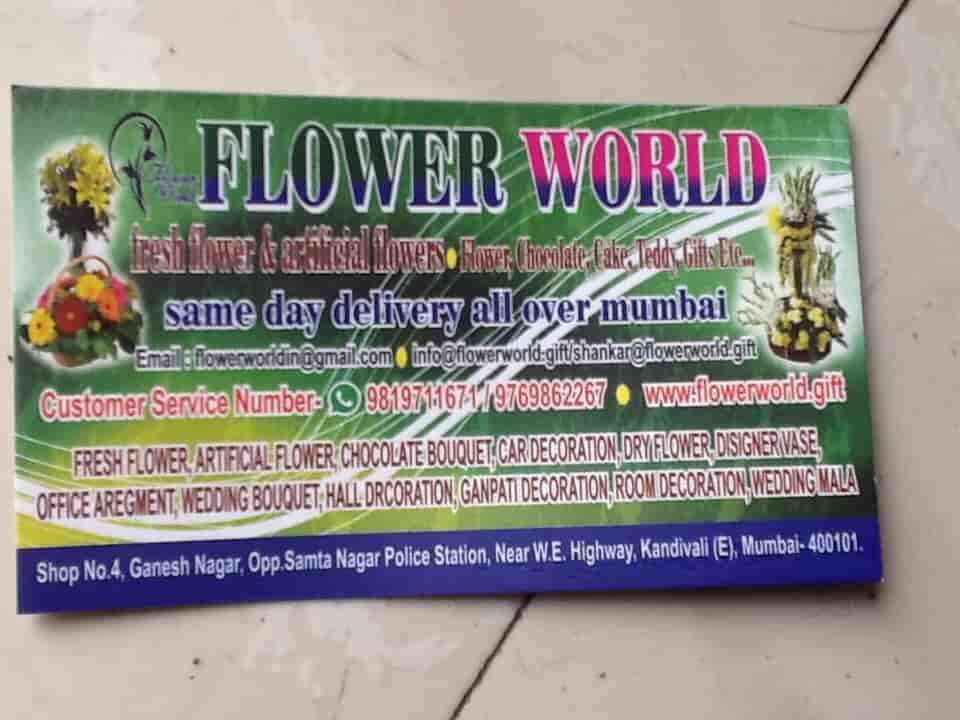 FLOWER WORLD
fresh flower & artificial flowers • Flower, Chocolate, Cake, Teddy, Gifts Etc...
same day delivery all over mumbai
Email : flowerworldin@gmail.com • info@flowerworld.gift/shankar@flowerworld.gift
Customer Service Number- 9819711671 / 9769862267 • www.flowerworld.gift
FRESH FLOWER, ARTIFICIAL FLOWER, CHOCOLATE BOUQUET, CAR DECORATION, DRY FLOWER, DISIGNER VASE,
OFFICE AREGMENT, WEDDING BOUQUET, HALL DRCORATION, GANPATI DECORATION, ROOM DECORATION, WEDDING MALA
Shop No.4, Ganesh Nagar, Opp.Samta Nagar Police Station, Near W.E. Highway, Kandivali (E), Mumbai- 400101.